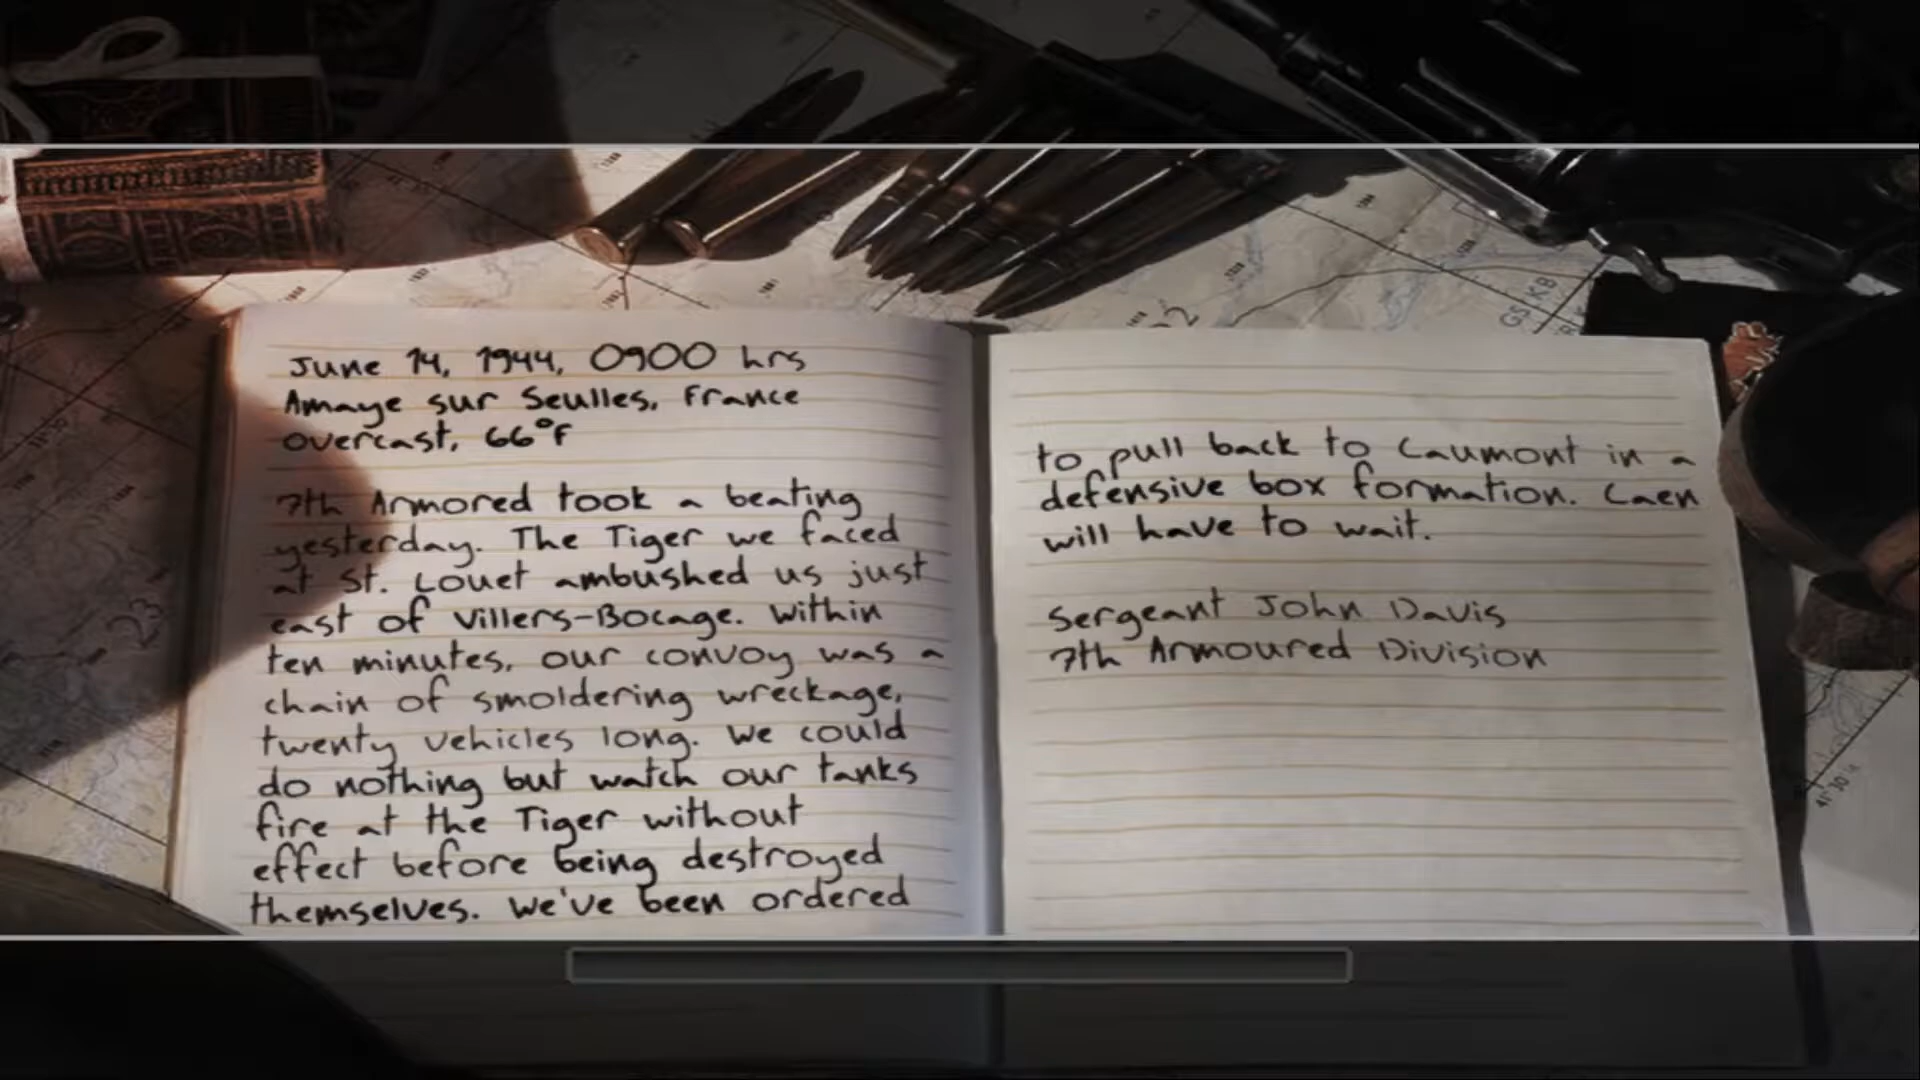 June 14, 1944, 0900 hrs
Amaye sur Seulles, France
overcast, 66°F
7th Armored took a beating
yesterday. The Tiger we faced
at St. Louet ambushed us just
east of Villers-Bocage. Within
ten minutes, our convoy was a
chain of smoldering wreckage,
twenty vehicles long. We could
do nothing but watch our tanks
fire at the Tiger without
effect before being destroyed
themselves. We've been ordered
to pull back to Caumont in a
defensive box formation. Caen
will have to wait.
Sergeant John Davis
7th Armoured Division
GS KB